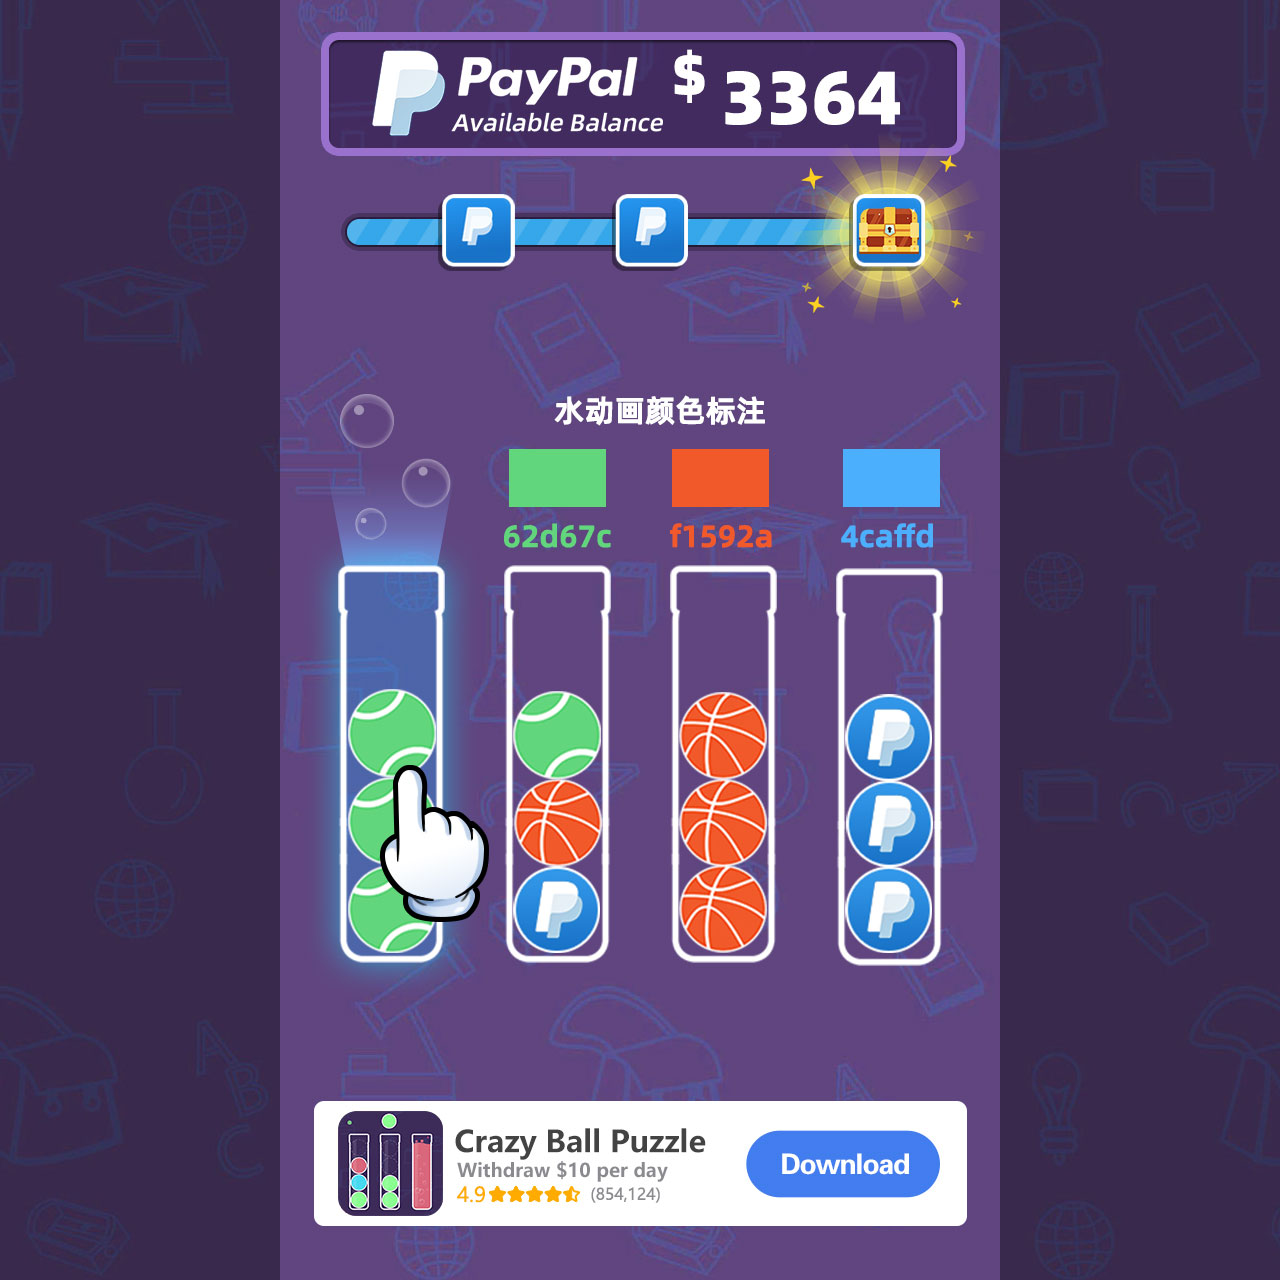 PayPal $ 3364
Available Balance
水动画颜色标注
62d67c f1592a 4caffd
Crazy Ball Puzzle
Withdraw $10 per day
4.9 (854,124)
Download